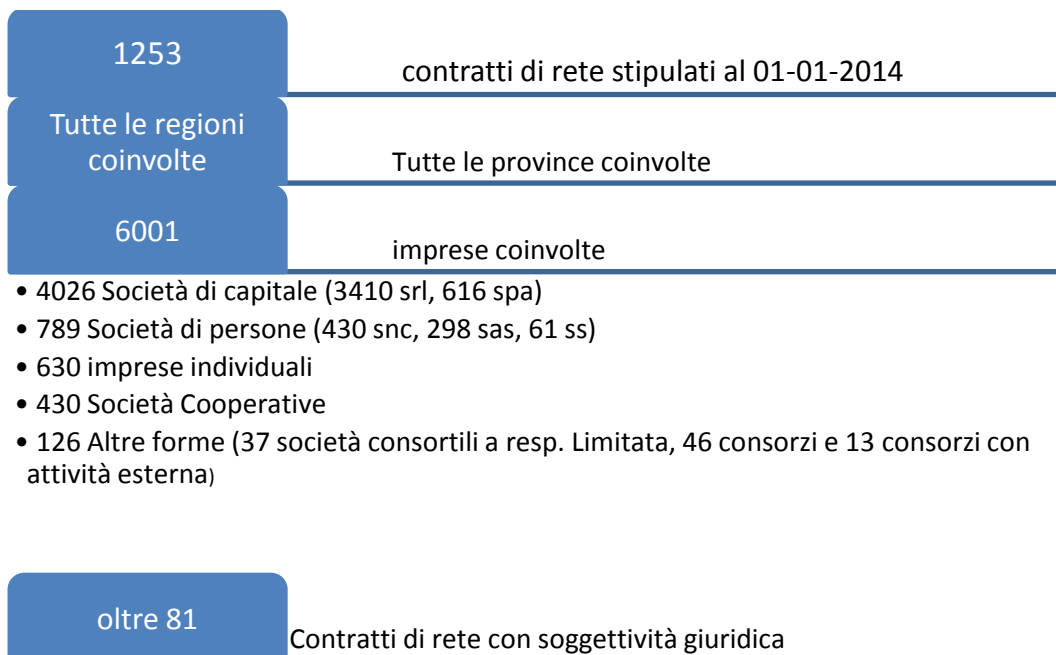 1253
contratti di rete stipulati al 01-01-2014
Tutte le regioni
coinvolte
Tutte le province coinvolte
6001
imprese coinvolte
• 4026 Società di capitale (3410 srl, 616 spa)
• 789 Società di persone (430 snc, 298 sas, 61 ss)
• 630 imprese individuali
• 430 Società Cooperative
• 126 Altre forme (37 società consortili a resp. Limitata, 46 consorzi e 13 consorzi con
attività esterna)
oltre 81
Contratti di rete con soggettività giuridica